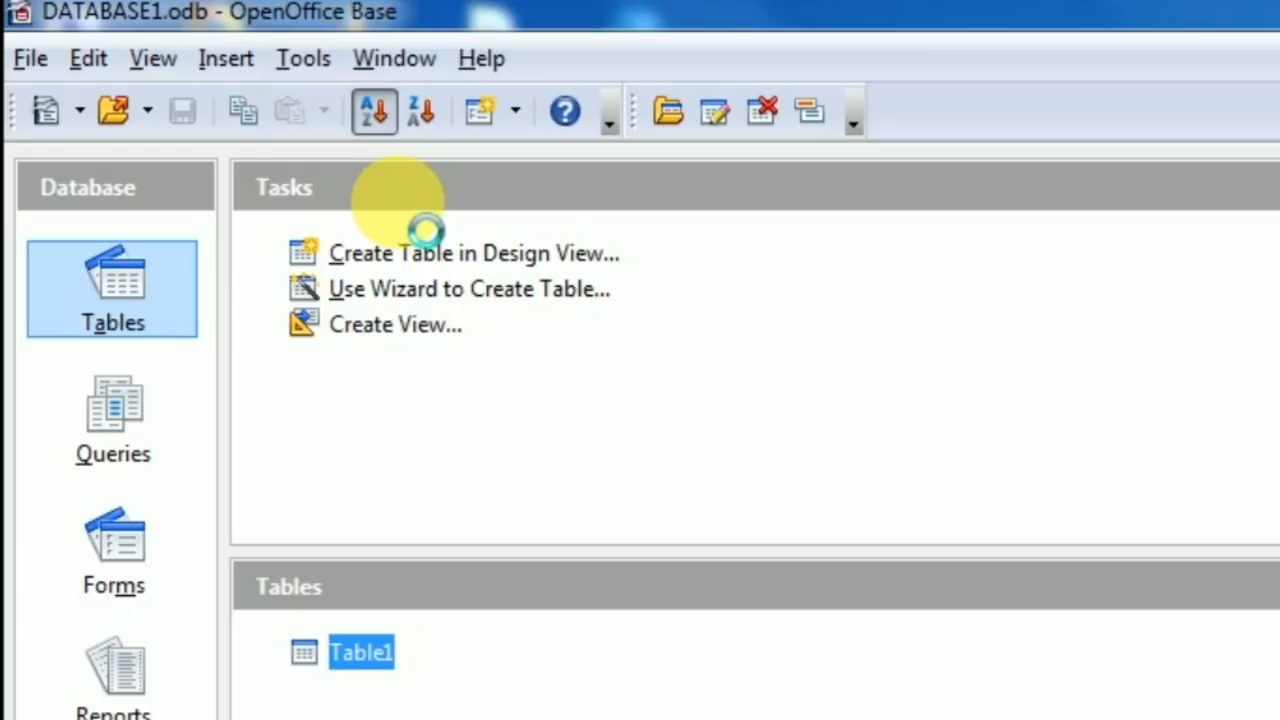 DATABASE1.odb - OpenOffice Base
File Edit View Insert Tools Window Help
Database
Tables
Queries
Forms
Reports
Tasks
Create Table in Design View...
Use Wizard to Create Table...
Create View...
Tables
Table1